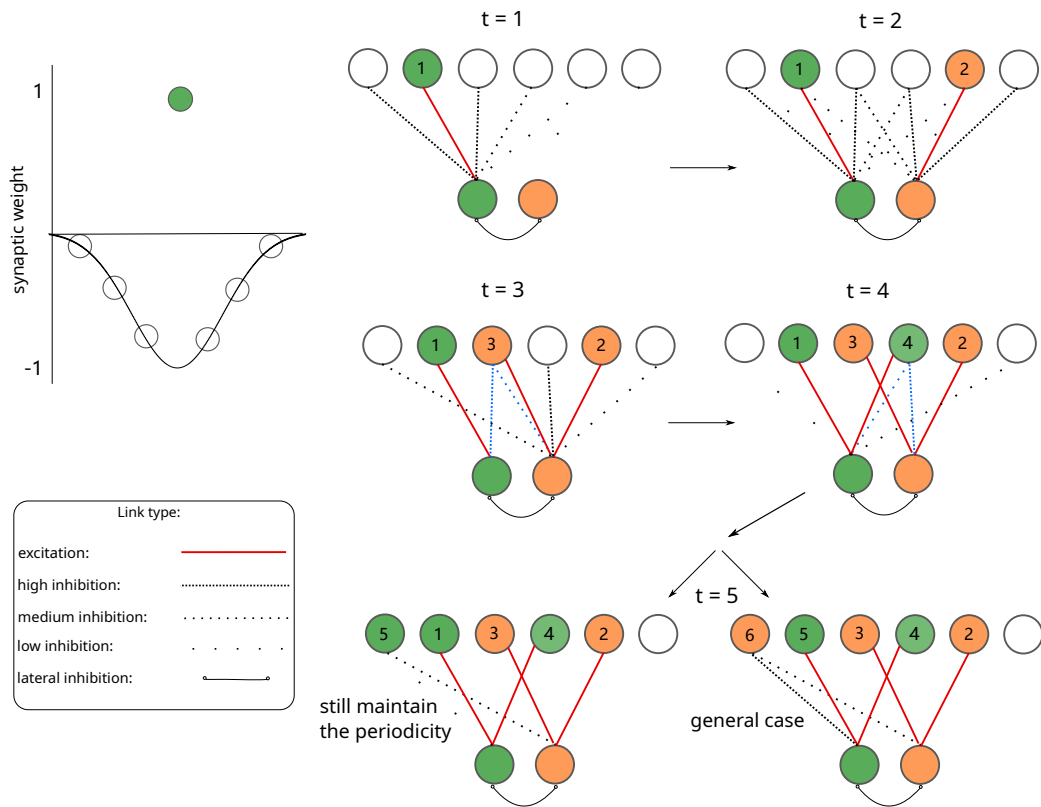 t = 1
t = 2
1
1
2
1
synaptic weight
-1
t = 3
t = 4
1
3
2
1
3
4
2
Link type:
excitation:
high inhibition:
medium inhibition:
low inhibition:
lateral inhibition:
t = 5
5
1
3
4
2
6
5
3
4
2
still maintain
the periodicity
general case